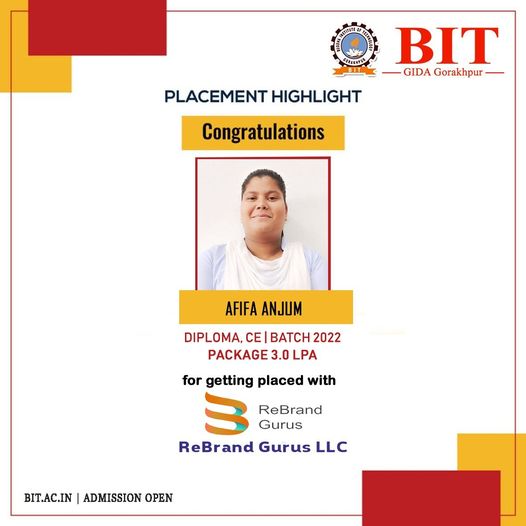 BIT
GIDA Gorakhpur
BIT
PLACEMENT HIGHLIGHT
Congratulations
AFIFA ANJUM
DIPLOMA, CE | BATCH 2022
PACKAGE 3.0 LPA
for getting placed with
ReBrand
Gurus
ReBrand Gurus LLC
BIT.AC.IN | ADMISSION OPEN